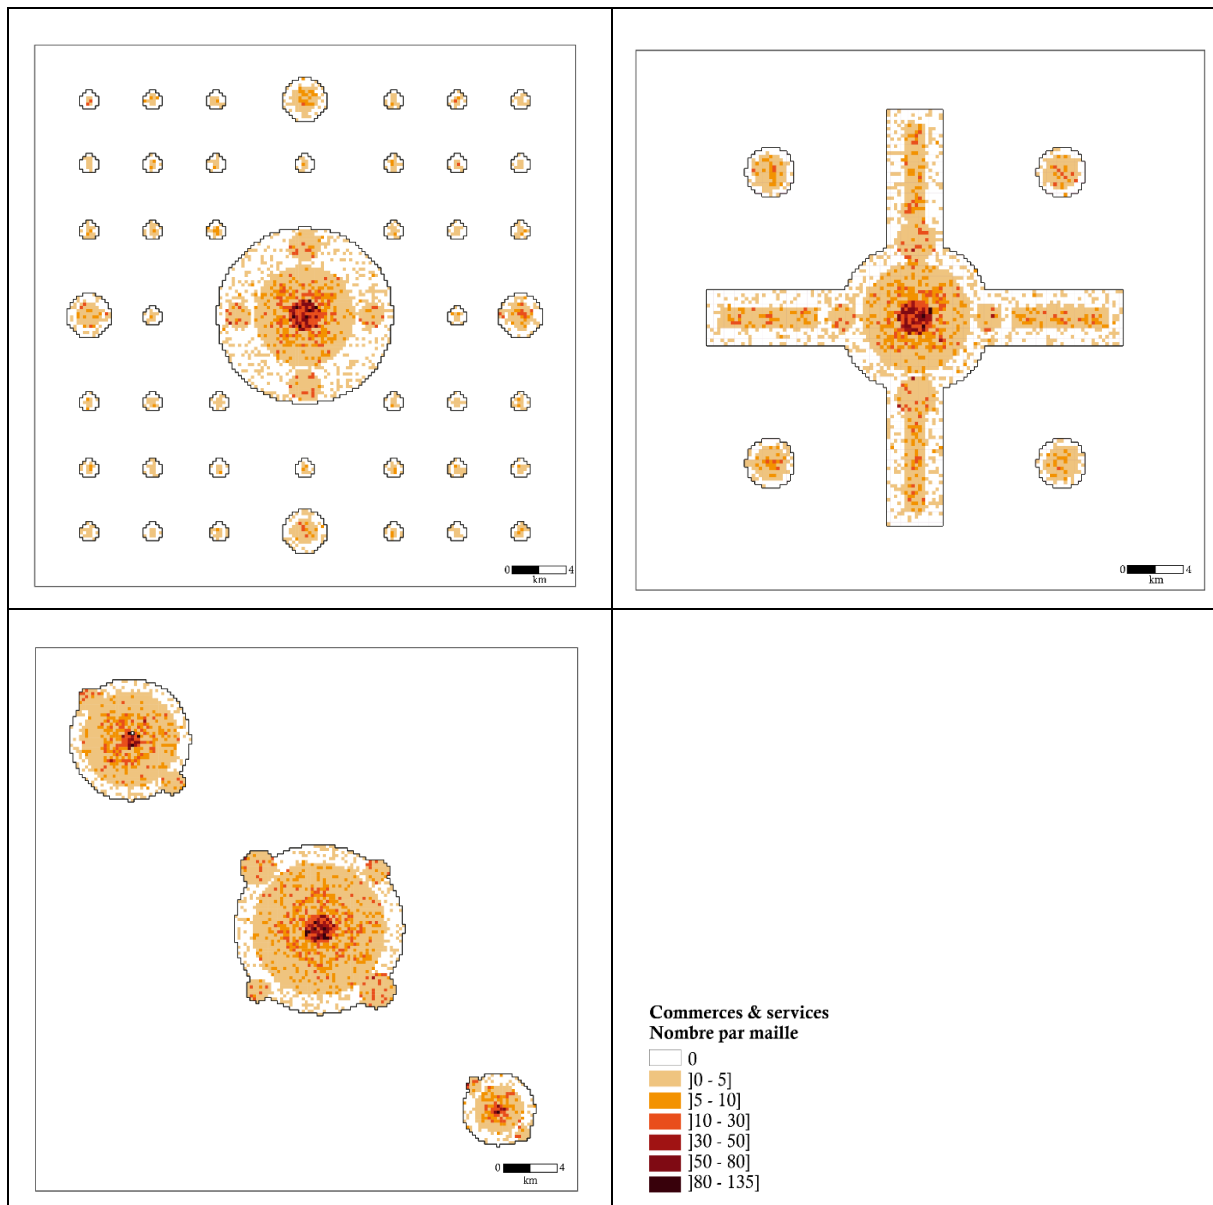 0 4
km
0 4
km
0 4
km
Commerces & services
Nombre par maille
0
]0 - 5]
]5 - 10]
]10 - 30]
]30 - 50]
]50 - 80]
]80 - 135]